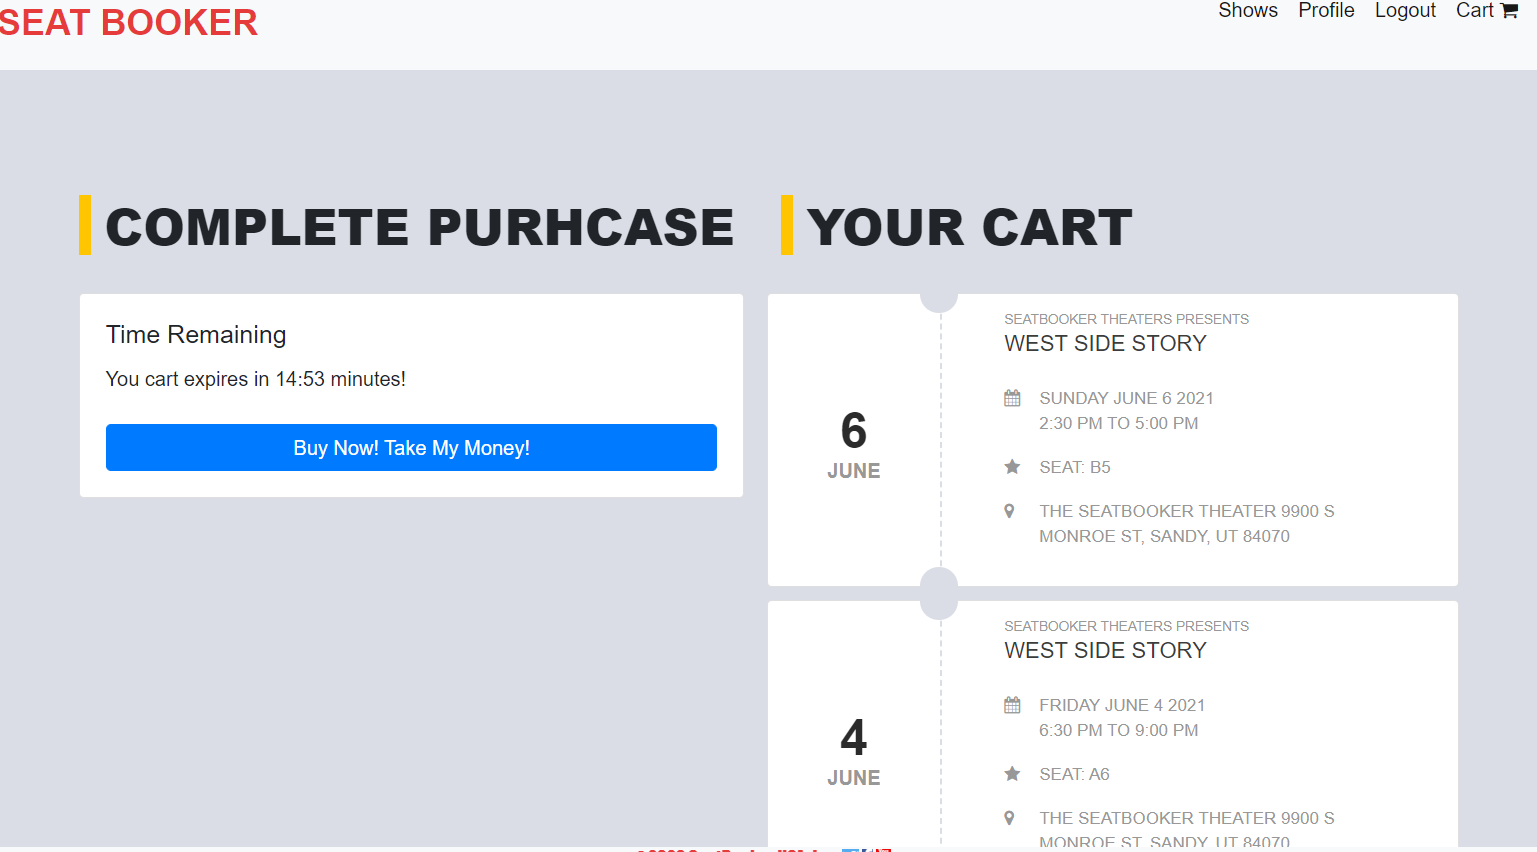 SEAT BOOKER
Shows Profile Logout Cart
COMPLETE PURHCASE
Time Remaining
You cart expires in 14:53 minutes!
Buy Now! Take My Money!
YOUR CART
6
JUNE
SEATBOOKER THEATERS PRESENTS
WEST SIDE STORY
SUNDAY JUNE 6 2021
2:30 PM TO 5:00 PM
SEAT: B5
THE SEATBOOKER THEATER 9900 S
MONROE ST, SANDY, UT 84070
4
JUNE
SEATBOOKER THEATERS PRESENTS
WEST SIDE STORY
FRIDAY JUNE 4 2021
6:30 PM TO 9:00 PM
SEAT: A6
THE SEATBOOKER THEATER 9900 S
MONROE ST, SANDY, UT 84070